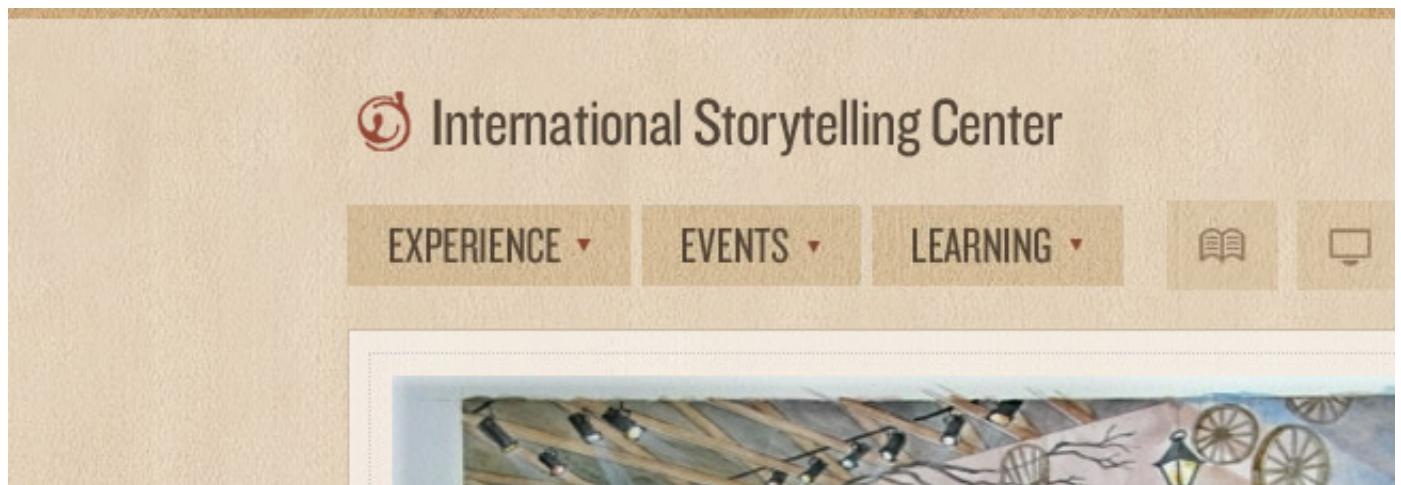 International Storytelling Center
EXPERIENCE EVENTS LEARNING